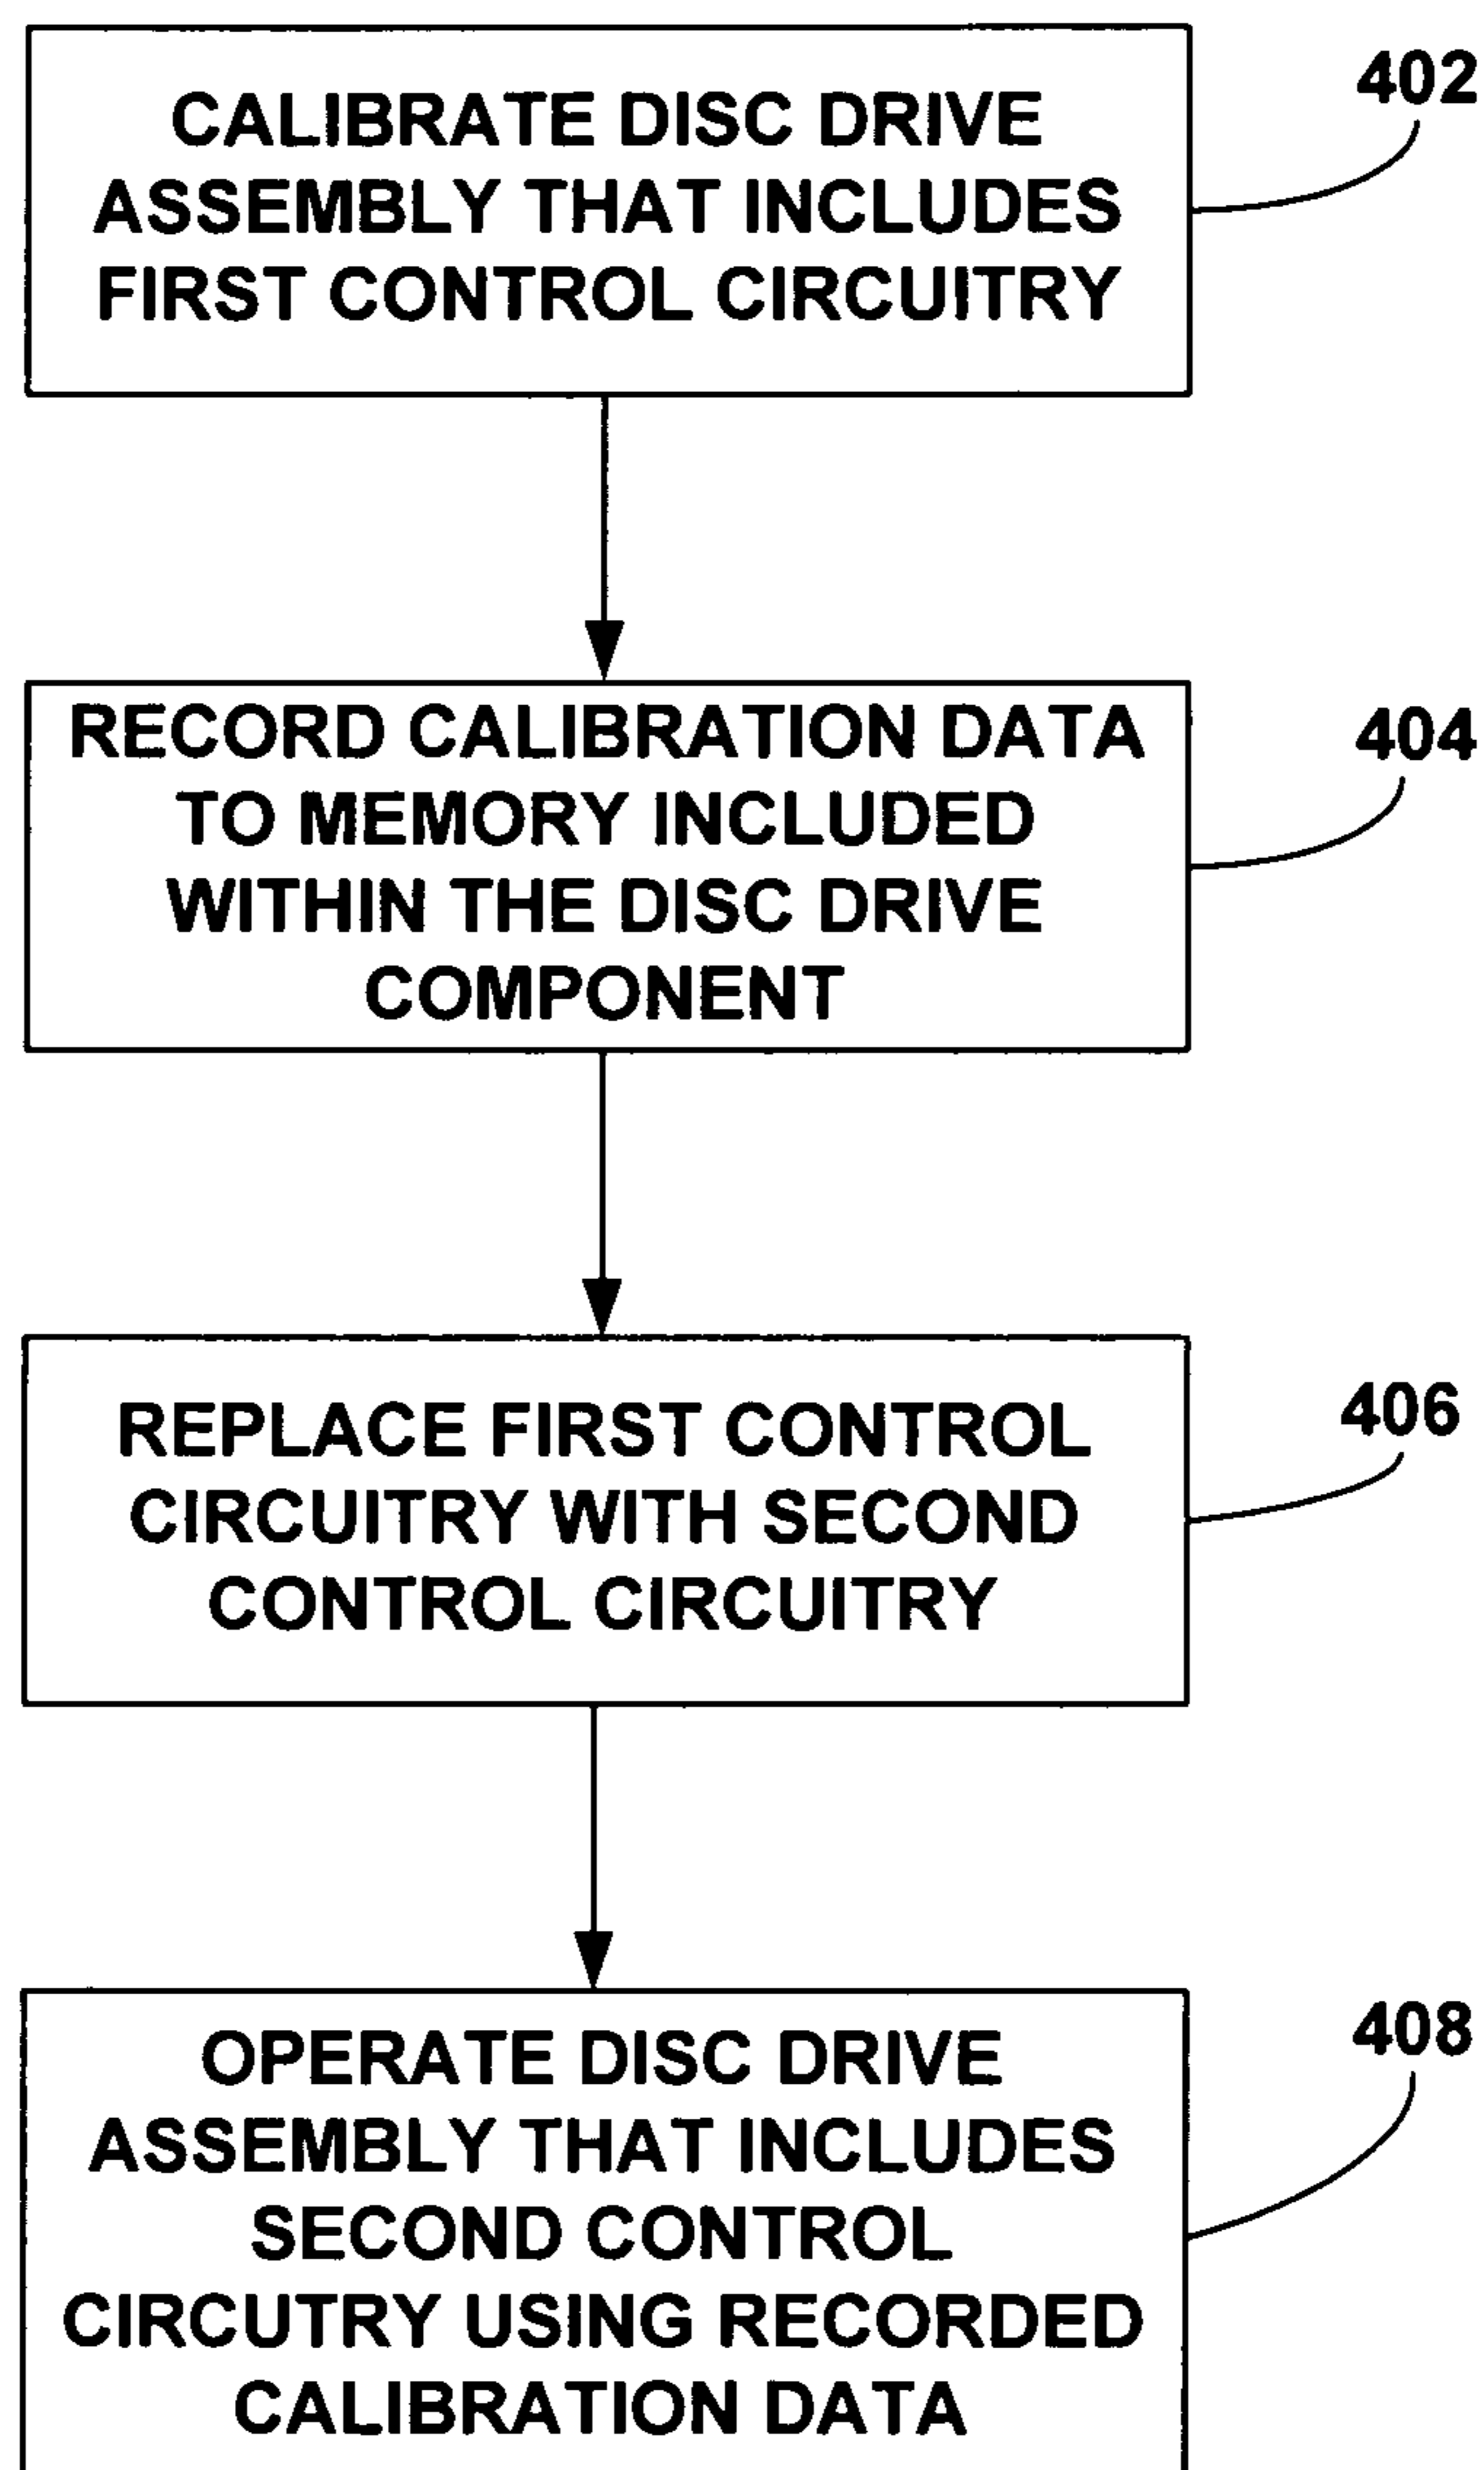 CALIBRATE DISC DRIVE
ASSEMBLY THAT INCLUDES
FIRST CONTROL CIRCUITRY
402
RECORD CALIBRATION DATA
TO MEMORY INCLUDED
WITHIN THE DISC DRIVE
COMPONENT
404
REPLACE FIRST CONTROL
CIRCUITRY WITH SECOND
CONTROL CIRCUITRY
406
OPERATE DISC DRIVE
ASSEMBLY THAT INCLUDES
SECOND CONTROL
CIRCUTRY USING RECORDED
CALIBRATION DATA
408